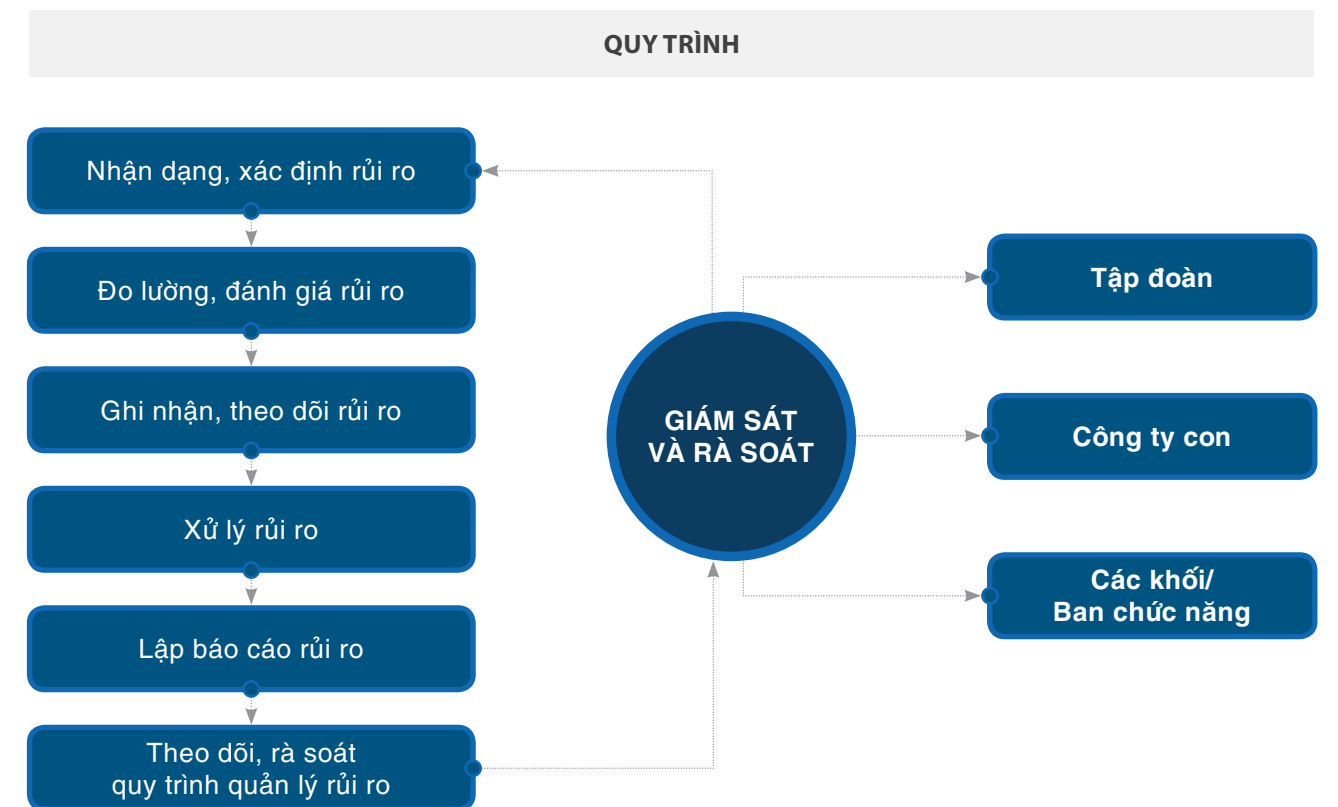 QUY TRÌNH
Nhận dạng, xác định rủi ro
Đo lường, đánh giá rủi ro
Ghi nhận, theo dõi rủi ro
Xử lý rủi ro
Lập báo cáo rủi ro
Theo dõi, rà soát
quy trình quản lý rủi ro
GIÁM SÁT
VÀ RÀ SOÁT
Tập đoàn
Công ty con
Các khối/
Ban chức năng